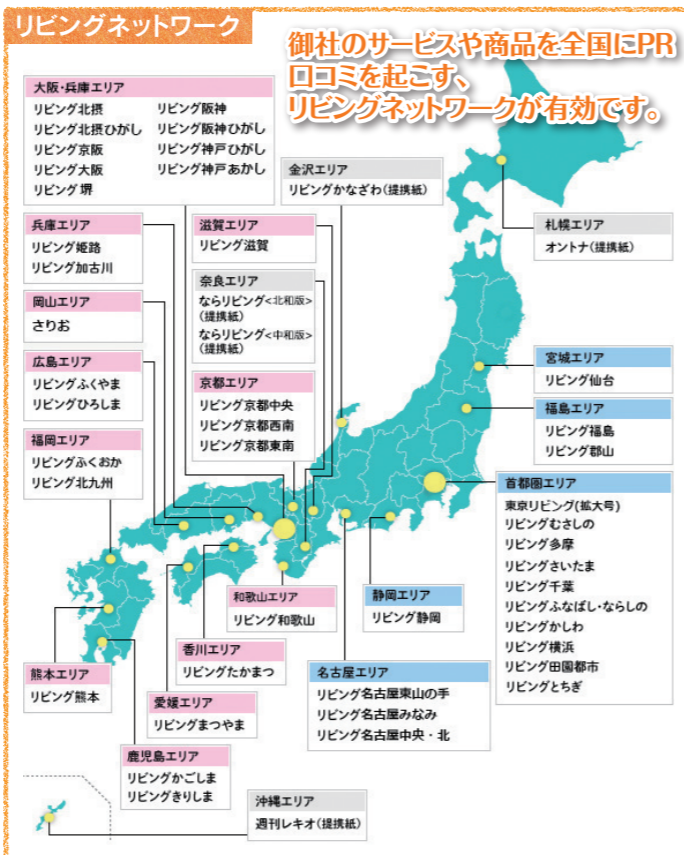 リビングネットワーク
御社のサービスや商品を全国にPR
口コミを起こす、
リビングネットワークが有効です。
大阪・兵庫エリア
リビング北摂
リビング北摂ひがし
リビング京阪
リビング大阪
リビング堺
リビング阪神
リビング阪神ひがし
リビング神戸ひがし
リビング神戸あかし
金沢エリア
リビングかなざわ(提携紙)
札幌エリア
オントナ(提携紙)
兵庫エリア
リビング姫路
リビング加古川
滋賀エリア
リビング滋賀
奈良エリア
ならリビング<北和版>
(提携紙)
ならリビング<中和版>
(提携紙)
岡山エリア
さりお
広島エリア
リビングふくやま
リビングひろしま
京都エリア
リビング京都中央
リビング京都西南
リビング京都東南
宮城エリア
リビング仙台
福島エリア
リビング福島
リビング郡山
福岡エリア
リビングふくおか
リビング北九州
首都圏エリア
東京リビング(拡大号)
リビングむさしの
リビング多摩
リビングさいたま
リビング千葉
リビングふなばし・ならしの
リビングかしわ
リビング横浜
リビング田園都市
リビングとちぎ
和歌山エリア
リビング和歌山
静岡エリア
リビング静岡
香川エリア
リビングたかまつ
熊本エリア
リビング熊本
愛媛エリア
リビングまつやま
名古屋エリア
リビング名古屋東山の手
リビング名古屋みなみ
リビング名古屋中央・北
鹿児島エリア
リビングかごしま
リビングきりしま
沖縄エリア
週刊レキオ(提携紙)